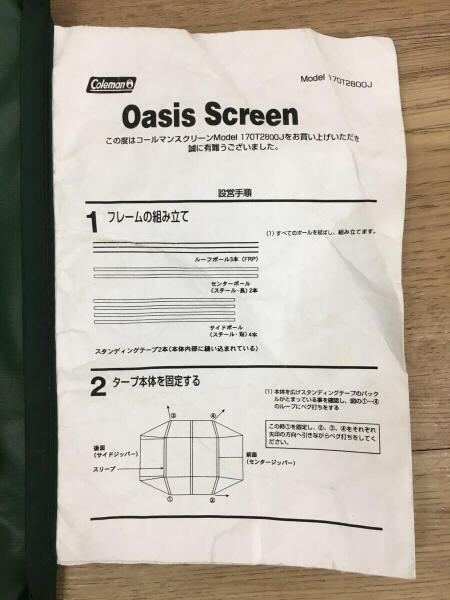 Coleman
Model 170T2800J
Oasis Screen
この度はコールマンスクリーンModel 170T2800Jをお買い上げいただき
誠に有難うございました。
設営手順
1 フレームの組み立て
(1) すべてのポールを延ばし、組み立てます。
ルーフポール3本 (FRP)
センターポール
(スチール・長) 2本
サイドポール
(スチール・短) 4本
スタンディングテープ2本(本体内部に縫い込まれている)
2 タープ本体を固定する
(1) 本体を広げスタンディングテープのバック
ルがとまっている事を確認し、図の①~④
のループにペグ打ちをする
この時①を固定し、②、③、④をそれぞれ
矢印の方向へ引きながらペグ打ちをしてく
ださい。
③ ④
後面
(サイドジッパー)
スリーブ
前面
(センタージッパー)
① ②